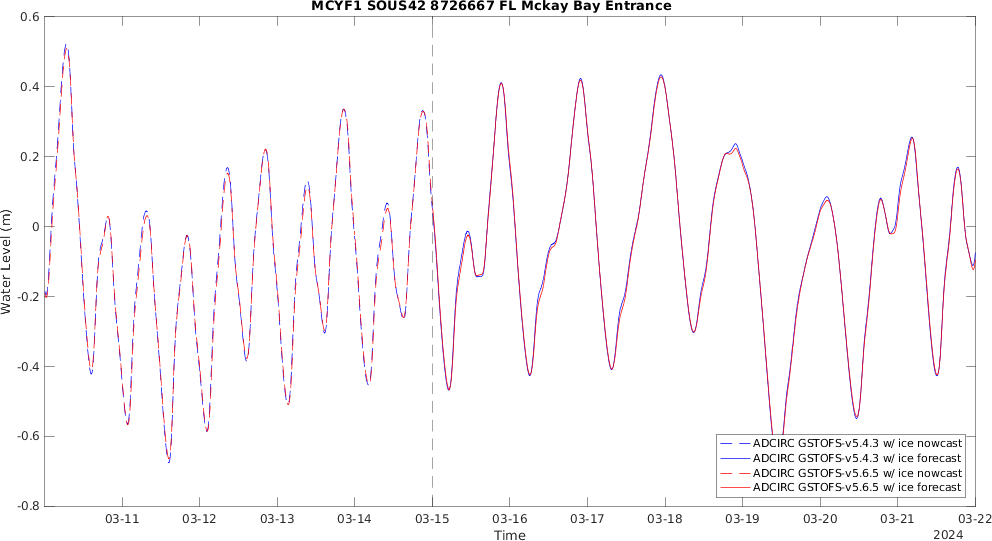 MCYF1 SOUS42 8726667 FL Mckay Bay Entrance
0.6
0.4
0.2
0
-0.2
-0.4
-0.6
-0.8
Water Level (m)
03-11 03-12 03-13 03-14 03-15 03-16 03-17 03-18 03-19 03-20 03-21 03-22
Time
2024
ADCIRC GSTOFS-v5.4.3 w/ ice nowcast
ADCIRC GSTOFS-v5.4.3 w/ ice forecast
ADCIRC GSTOFS-v5.6.5 w/ ice nowcast
ADCIRC GSTOFS-v5.6.5 w/ ice forecast